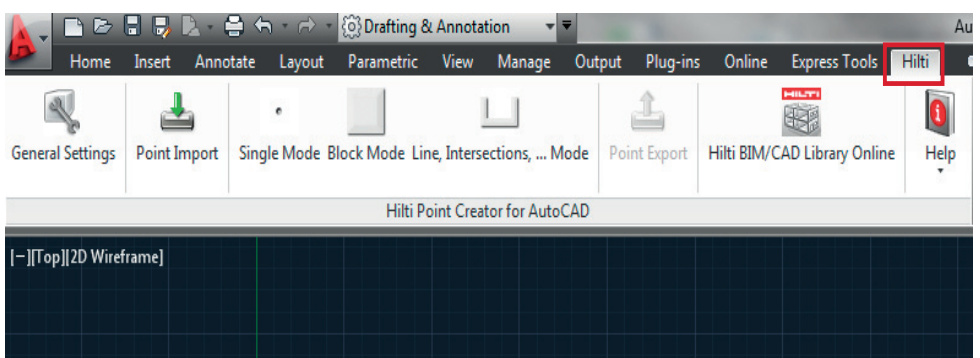 Drafting & Annotation
Au
Home Insert Annotate Layout Parametric View Manage Output Plug-ins Online Express Tools Hilti
HILTI
General Settings Point Import Single Mode Block Mode Line, Intersections, ... Mode Point Export Hilti BIM/CAD Library Online Help
Hilti Point Creator for AutoCAD
[−][Top][2D Wireframe]